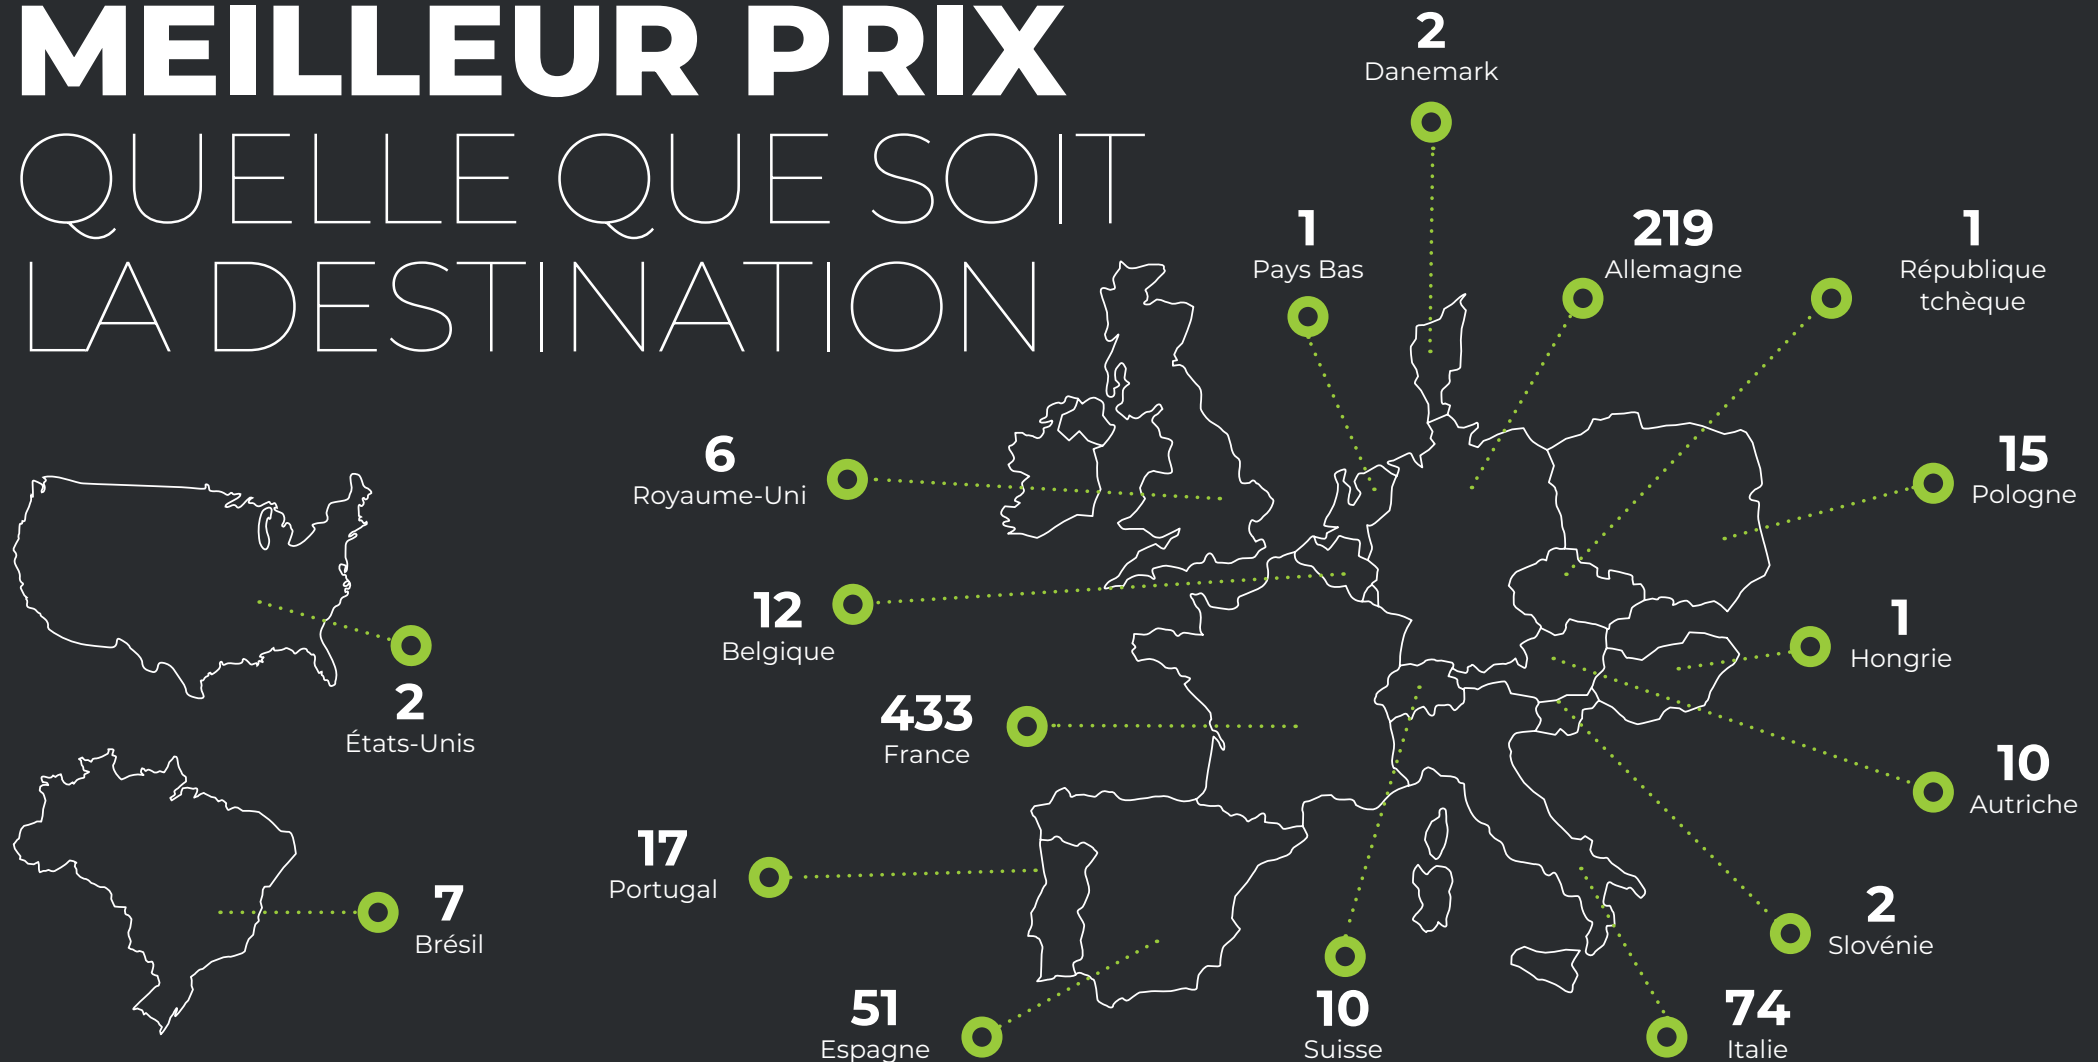 MEILLEUR PRIX
QUELLE QUE SOIT
LA DESTINATION
2
Danemark
1
Pays Bas
219
Allemagne
1
République
tchèque
6
Royaume-Uni
15
Pologne
12
Belgique
1
Hongrie
2
États-Unis
433
France
10
Autriche
17
Portugal
7
Brésil
2
Slovénie
51
Espagne
10
Suisse
74
Italie